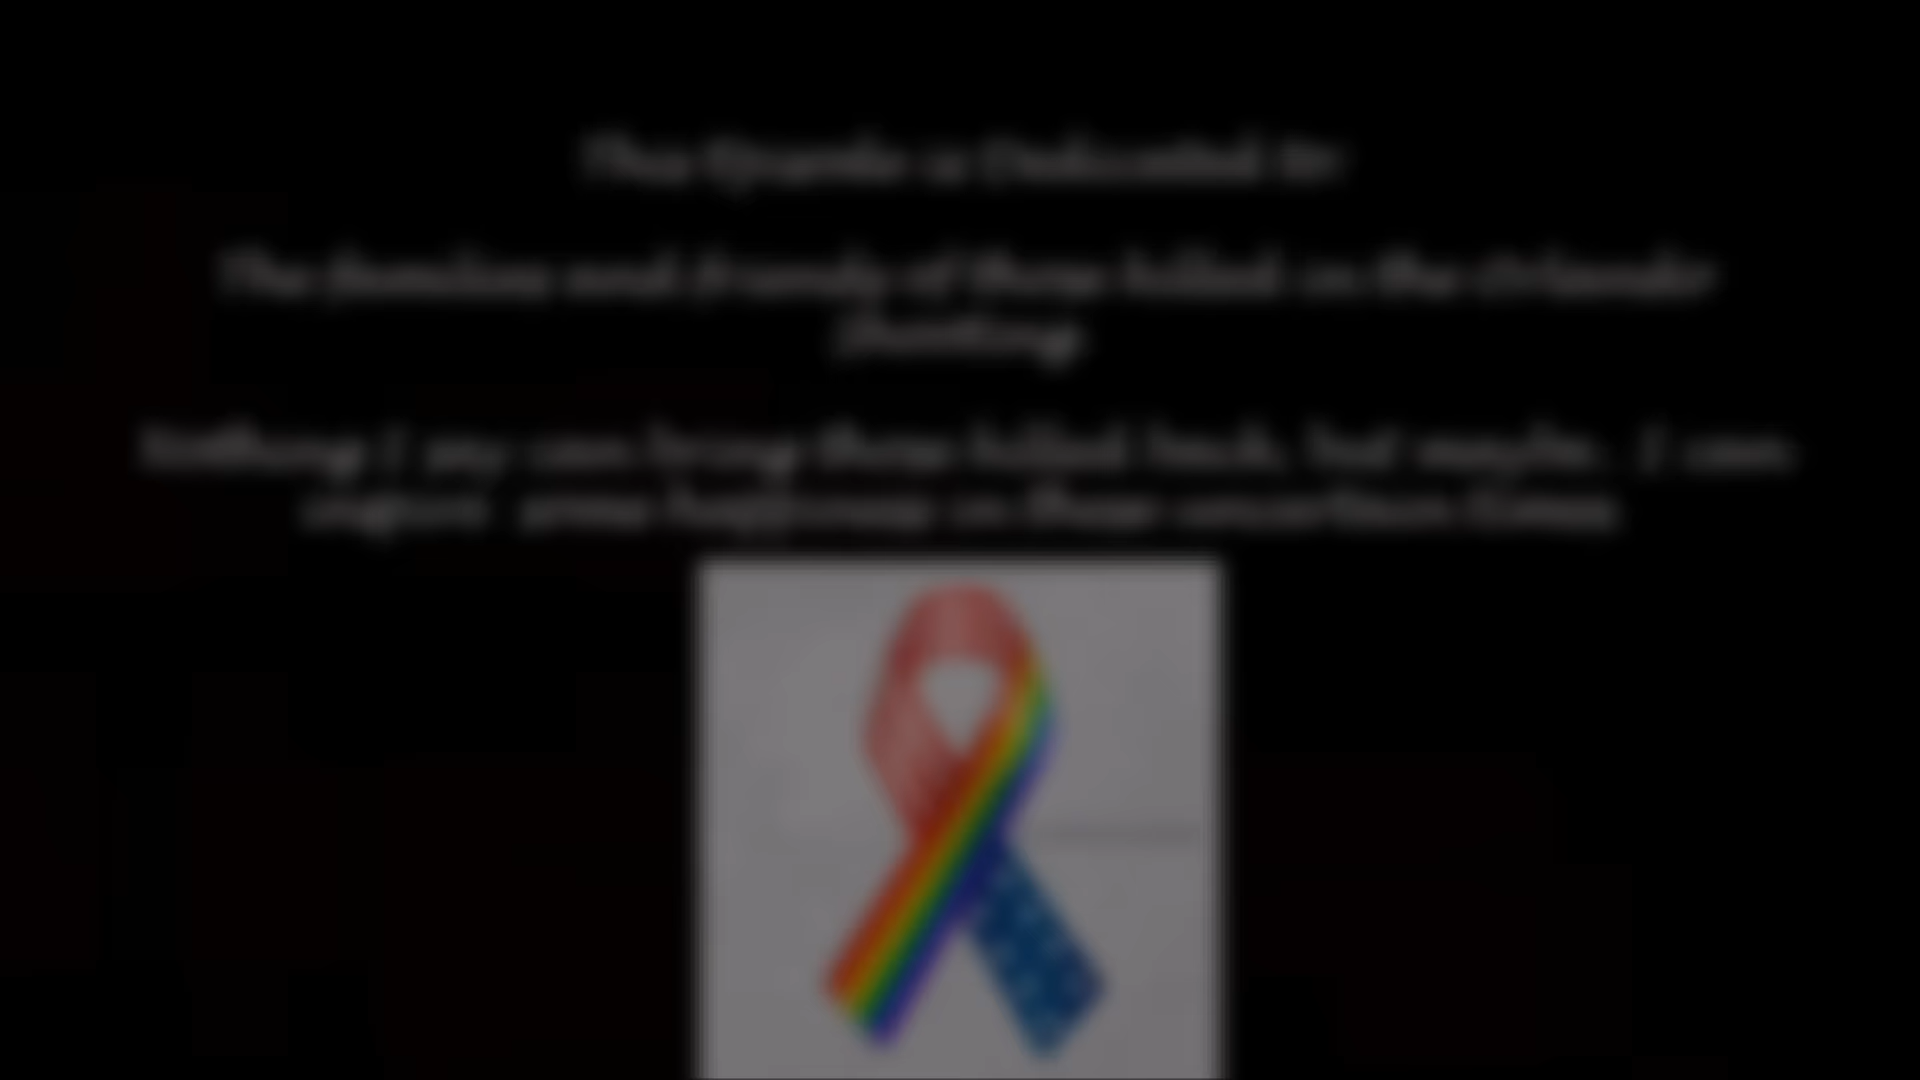 This Episode is Dedicated to:
The families and friends of those killed in the Orlando
Shooting
Nothing I say can bring those killed back, but maybe, I can
some happiness in these uncertain times